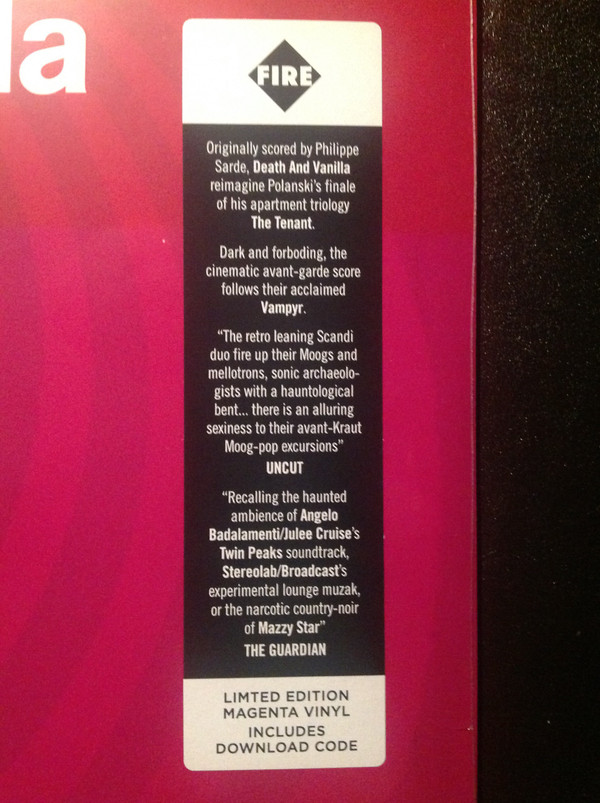 la
FIRE
Originally scored by Philippe
Sarde, Death And Vanilla
reimagine Polanski's finale
of his apartment triology
The Tenant.
Dark and forboding, the
cinematic avant-garde score
follows their acclaimed
Vampyr.
“The retro leaning Scandi
duo fire up their Moogs and
mellotrons, sonic archaeolo-
gists with a hauntological
bent... there is an alluring
sexiness to their avant-Kraut
Moog-pop excursions”
UNCUT
“Recalling the haunted
ambience of Angelo
Badalamenti/Julee Cruise's
Twin Peaks soundtrack,
Stereolab/Broadcast's
experimental lounge muzak,
or the narcotic country-noir
of Mazzy Star”
THE GUARDIAN
LIMTED EDITION
MAGENTA VINYL
INCLUDES
DOWNLOAD CODE